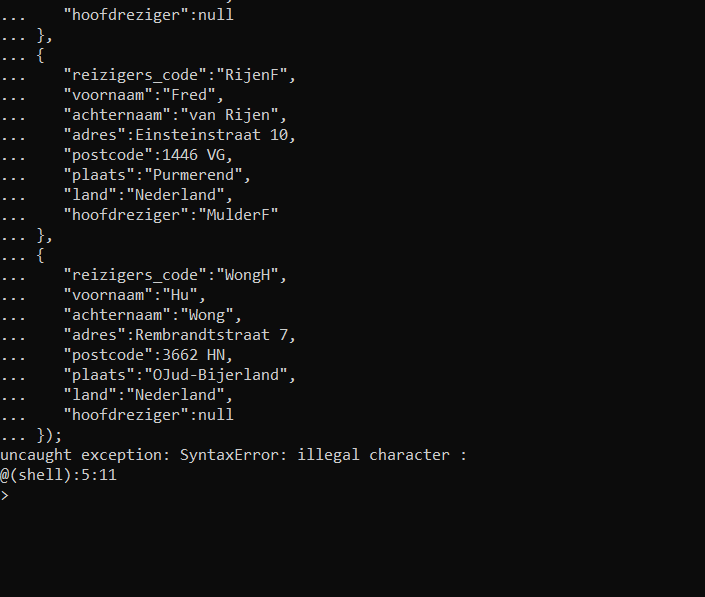 ...    "hoofdreziger":null
... },
... {
...    "reizigers_code":"RijenF",
...    "voornaam":"Fred",
...    "achternaam":"van Rijen",
...    "adres":Einsteinstraat 10,
...    "postcode":1446 VG,
...    "plaats":"Purmerend",
...    "land":"Nederland",
...    "hoofdreziger":"MulderF"
... },
... {
...    "reizigers_code":"WongH",
...    "voornaam":"Hu",
...    "achternaam":"Wong",
...    "adres":Rembrandtstraat 7,
...    "postcode":3662 HN,
...    "plaats":"OJud-Bijerland",
...    "land":"Nederland",
...    "hoofdreziger":null
... });
uncaught exception: SyntaxError: illegal character :
@(shell):5:11
>